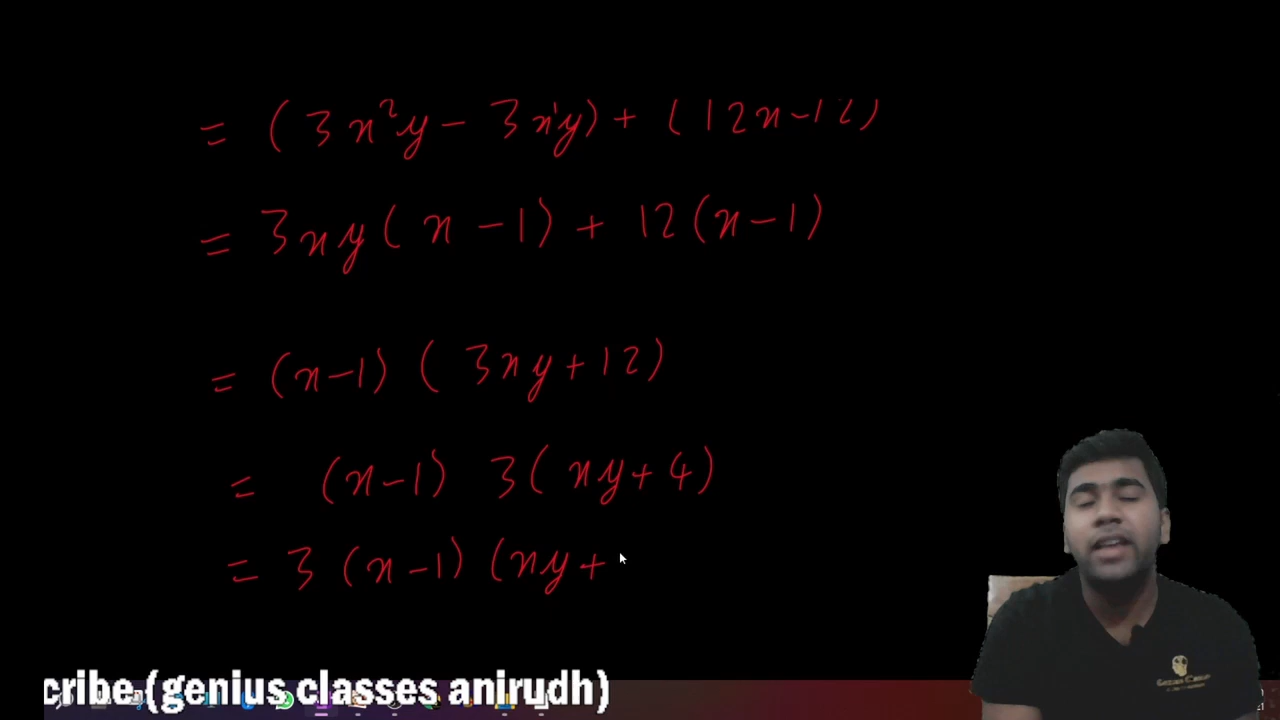 = (3x²y - 3x¹y) + (12x-12)
= 3xy(x - 1) + 12(x-1)
= (x-1) ( 3xy+12)
= (x-1) 3( xy+4)
= 3 (x-1) (xy+
cribe (genius classes anirudh)